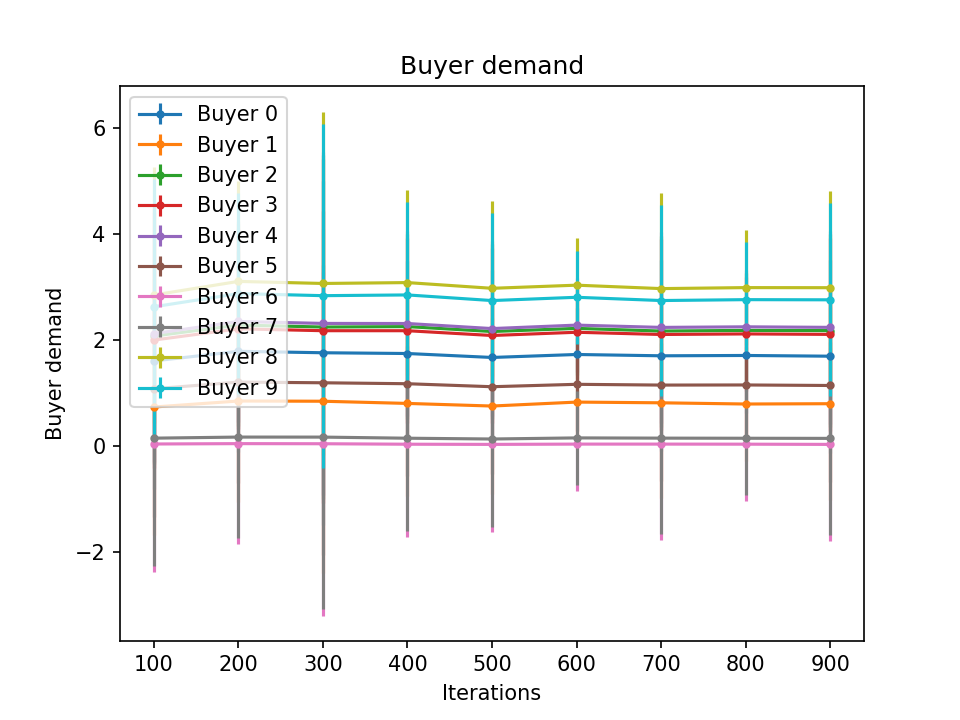 Buyer demand
Buyer 0
Buyer 1
Buyer 2
Buyer 3
Buyer 4
Buyer 5
Buyer 6
Buyer 7
Buyer 8
Buyer 9
6
4
2
0
−2
Buyer demand
100 200 300 400 500 600 700 800 900
Iterations